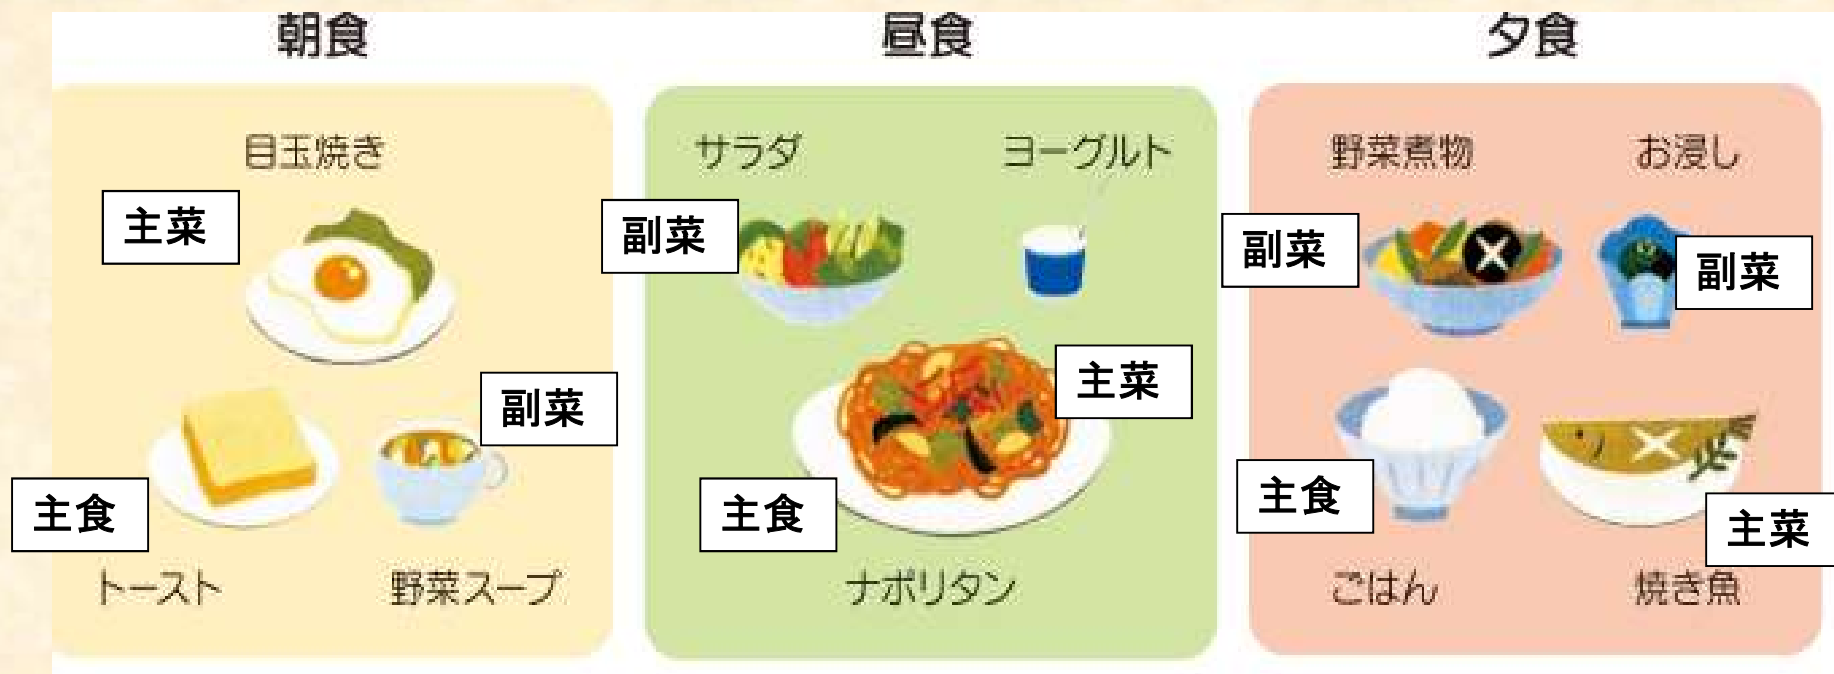 朝食
目玉焼き
主菜
副菜
主食
トースト
野菜スープ
昼食
サラダ
ヨーグルト
副菜
主菜
主食
ナポリタン
夕食
野菜煮物
お浸し
副菜
副菜
主食
主菜
ごはん
焼き魚